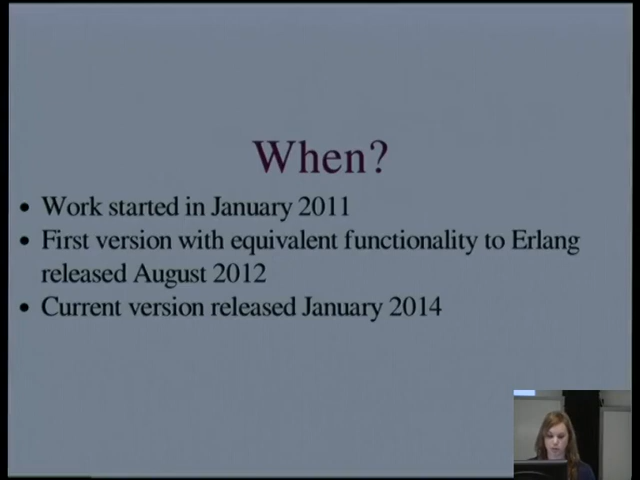 When?
• Work started in January 2011
• First version with equivalent functionality to Erlang
released August 2012
• Current version released January 2014